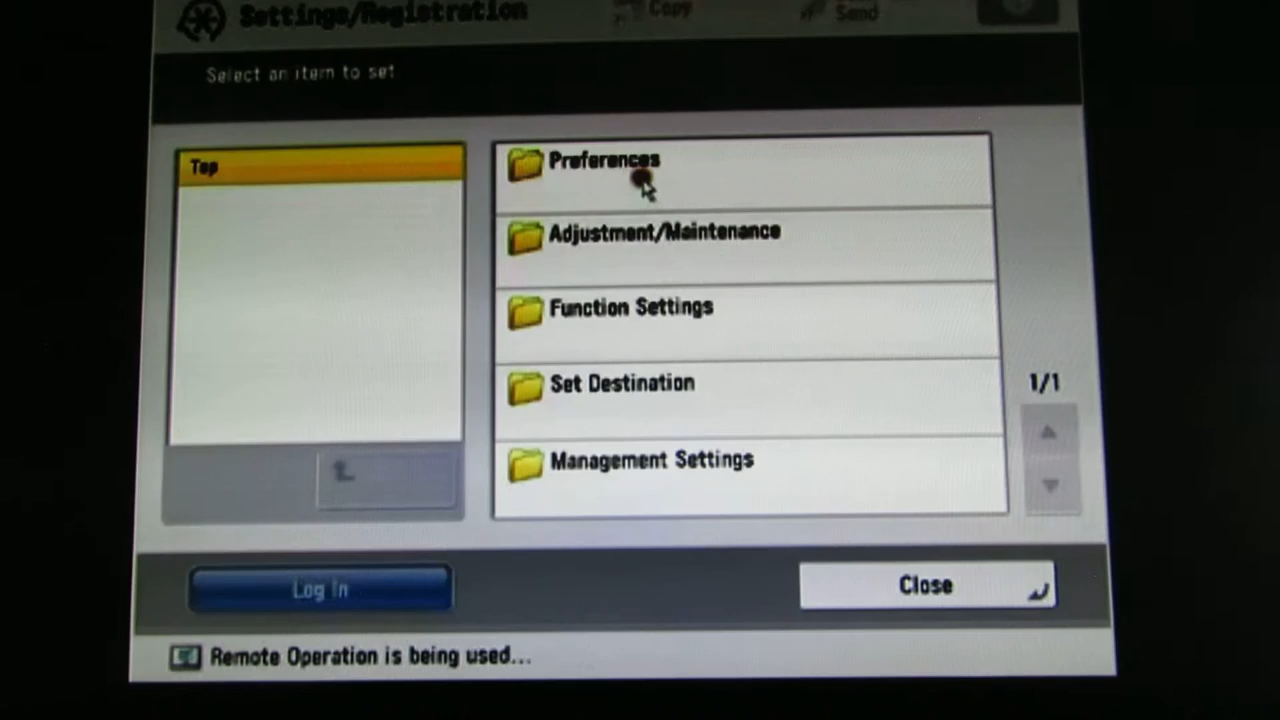 Settings/Registration
Copy
Send
Select an item to set
Top
Preferences
Adjustment/Maintenance
Function Settings
Set Destination
1/1
Management Settings
Log In
Close
Remote Operation is being used...